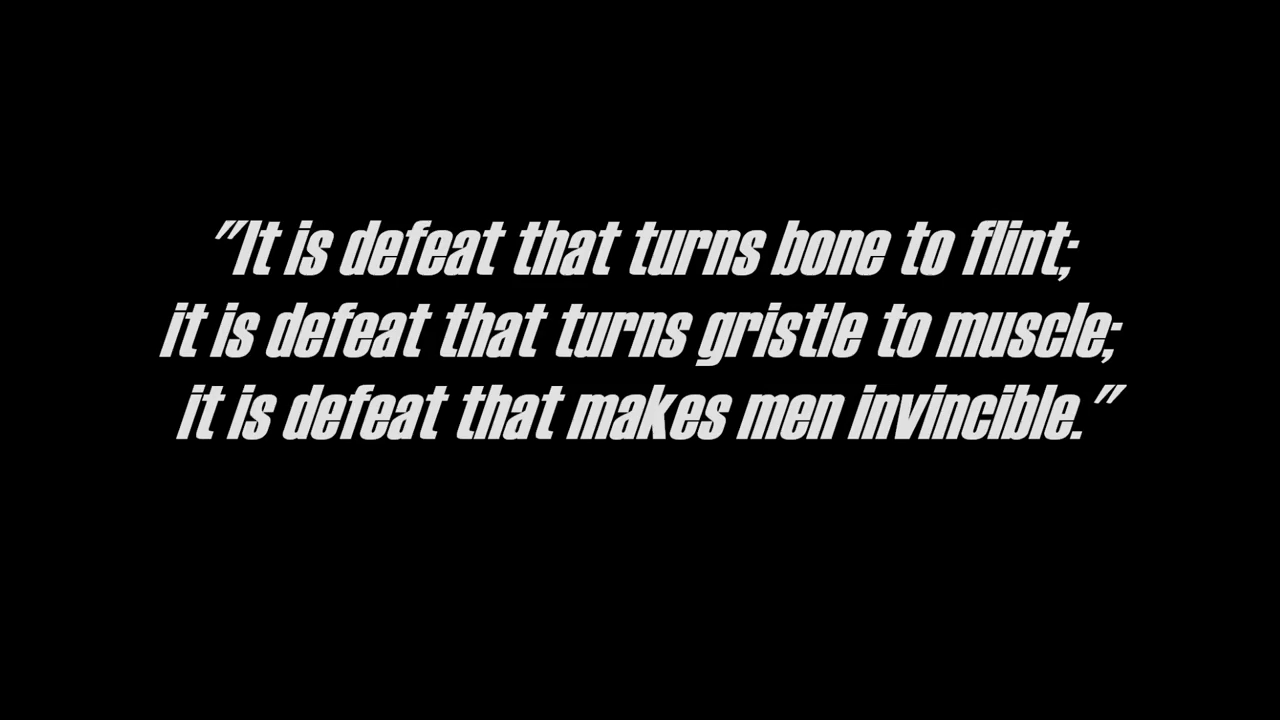 "It is defeat that turns bone to flint;
it is defeat that turns gristle to muscle;
it is defeat that makes men invincible."